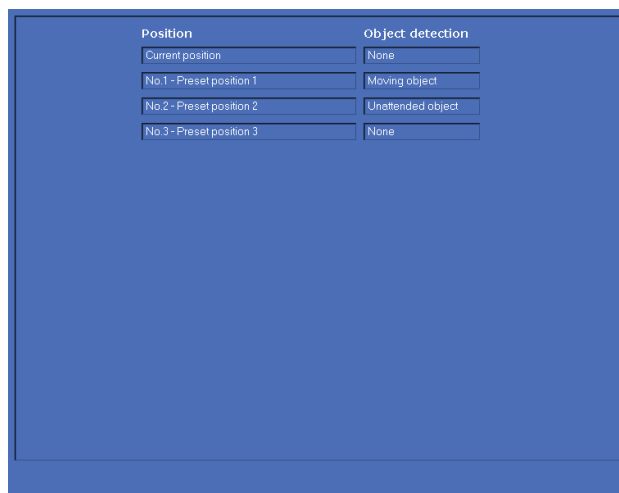 Position Object detection
Current position None
No.1 - Preset position 1 Moving object
No.2 - Preset position 2 Unattended object
No.3 - Preset position 3 None